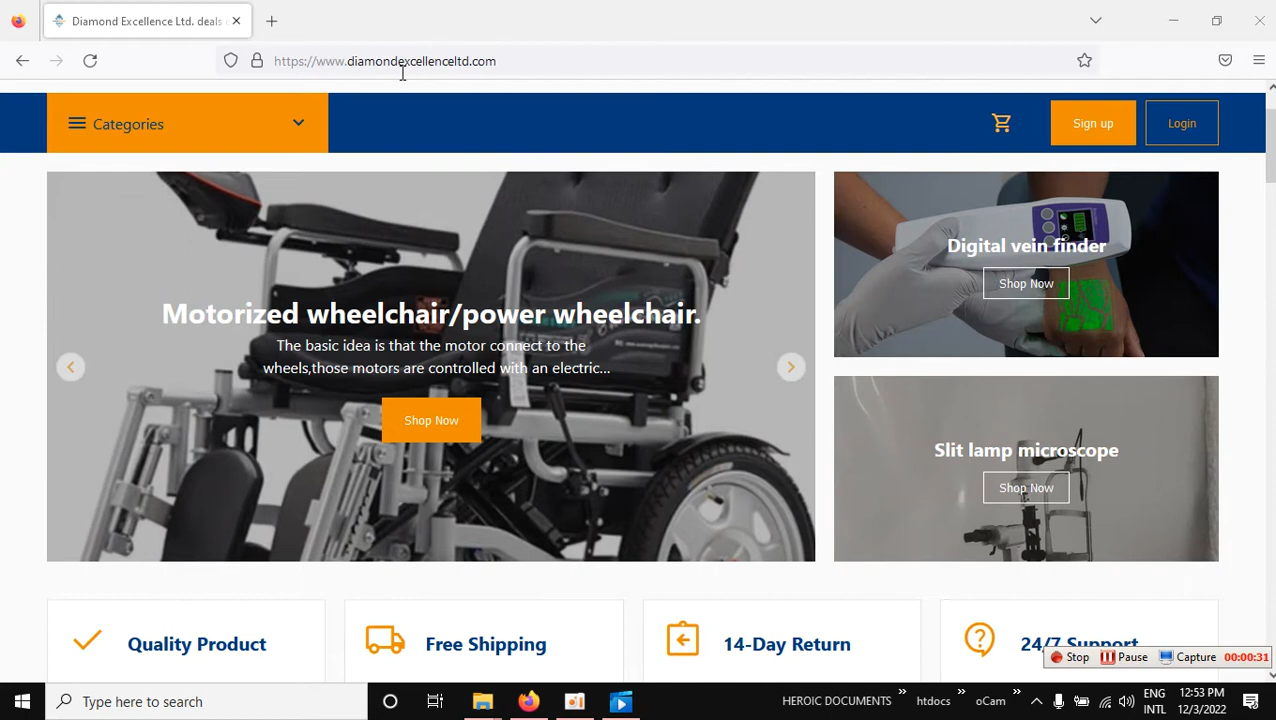 Diamond Excellence Ltd. deals
https://www.diamondexcellenceltd.com
Categories
Sign up
Login
Motorized wheelchair/power wheelchair.
The basic idea is that the motor connect to the
wheels,those motors are controlled with an electric...
Shop Now
Digital vein finder
Shop Now
Slit lamp microscope
Shop Now
Quality Product
Free Shipping
14-Day Return
24/7 Support
Stop
Pause
Capture
00:00:31
Type here to search
HEROIC DOCUMENTS
htdocs
oCam
ENG
INTL
12:53 PM
12/3/2022